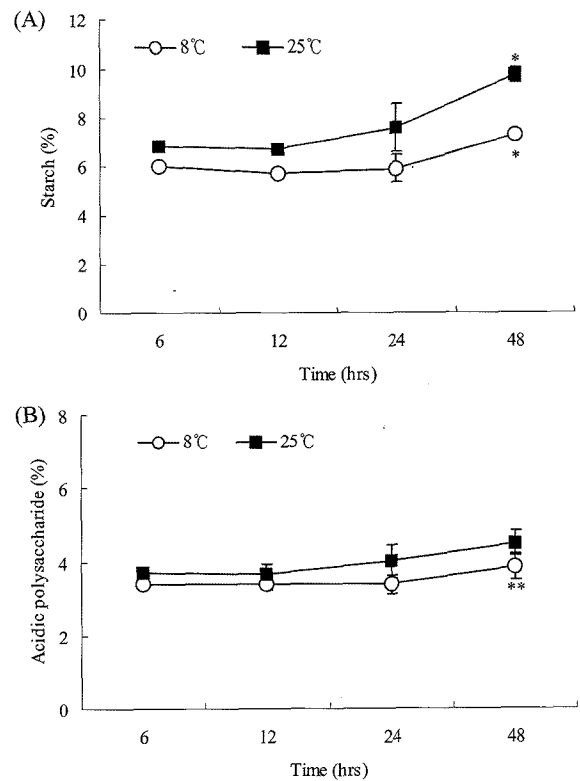 (A)
12
8℃ 25℃ *
10
8
6
*
4
2
0
Starch (%)
6 12 24 48
Time (hrs)
(B)
8
8℃ 25℃
6
4
**
2
0
Acidic polysaccharide (%)
6 12 24 48
Time (hrs)